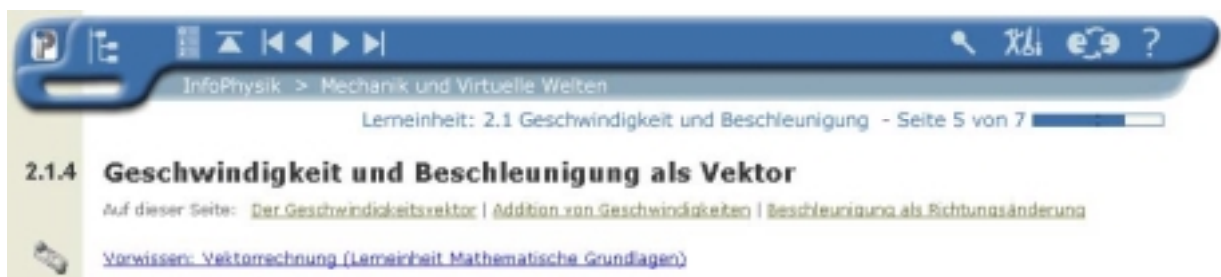 InfoPhysik > Mechanik und Virtuelle Welten
Lerneinheit: 2.1 Geschwindigkeit und Beschleunigung - Seite 5 von 7
2.1.4 Geschwindigkeit und Beschleunigung als Vektor
Auf dieser Seite: Der Geschwindigkeitsvektor | Addition von Geschwindigkeiten | Beschleunigung als Richtungsänderung
Vorwissen: Vektorrechnung (Lerneinheit Mathematische Grundlagen)